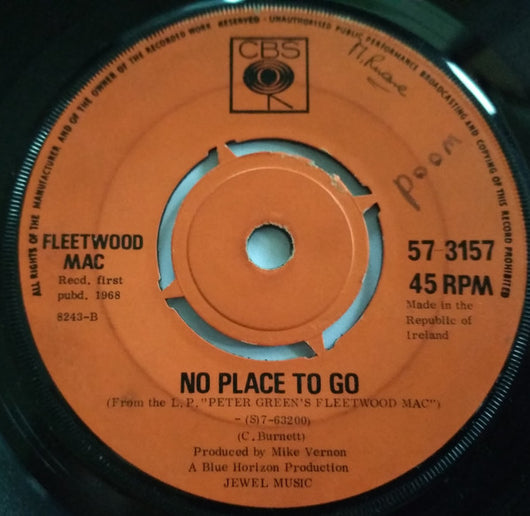 ALL RIGHTS OF THE MANUFACTURER AND OF THE OWNER OF THE RECORDED WORK RESERVED - UNAUTHORISED PUBLIC PERFORMANCE BROADCASTING AND COPYING OF THIS RECORD PROHIBITED
CBS
poom
FLEETWOOD
MAC
Recd. first
pubd. 1968
8243-B
57-3157
45 RPM
Made in the
Republic of
Ireland
NO PLACE TO GO
(From the L.P. "PETER GREEN'S FLEETWOOD MAC")
- (S)7-63200)
(C. Burnett)
Produced by Mike Vernon
A Blue Horizon Production
JEWEL MUSIC